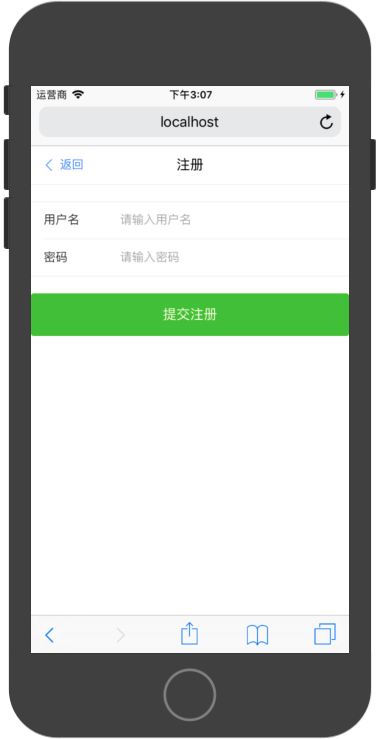 运营商 下午3:07
localhost
返回 注册
用户名 请输入用户名
密码 请输入密码
提交注册